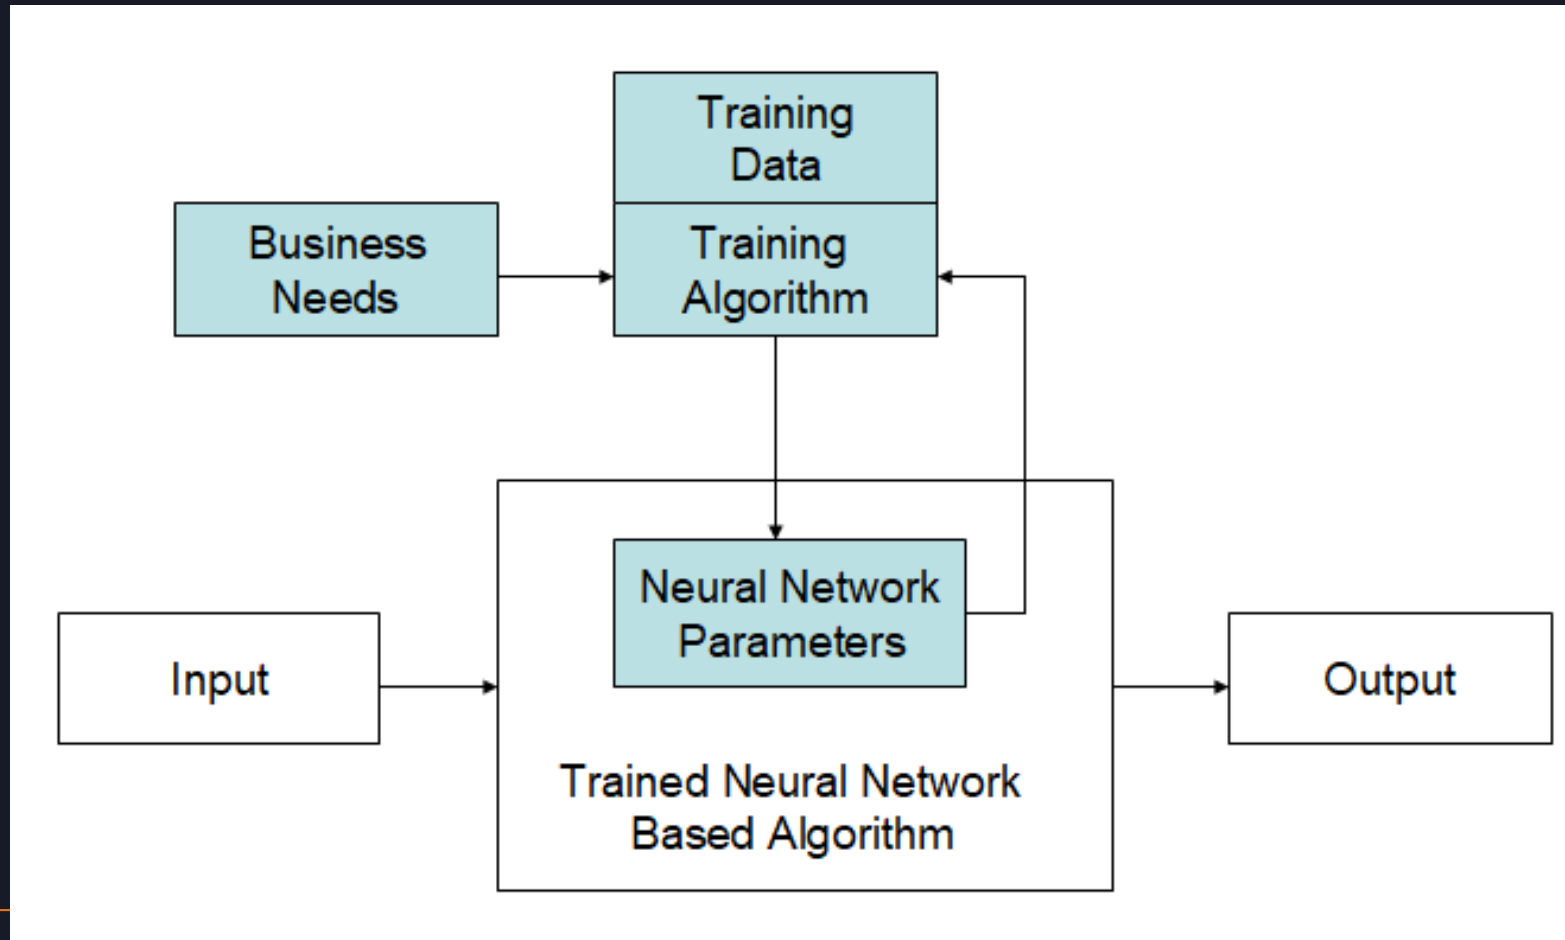 Training
Data
Business
Needs
Training
Algorithm
Neural Network
Parameters
Input
Output
Trained Neural Network
Based Algorithm